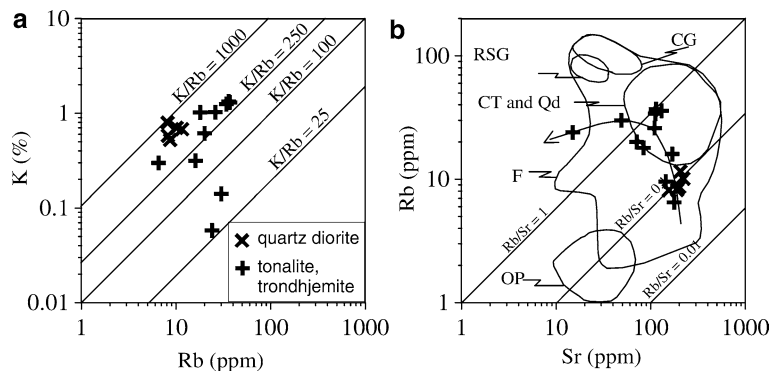 a
K (%)
10
1
0.1
0.01
K/Rb = 1000
K/Rb = 250
K/Rb = 100
K/Rb = 25
quartz diorite
tonalite,
trondhjemite
1
10
100
1000
Rb (ppm)
b
Rb (ppm)
100
10
1
RSG
CG
CT and Qd
F
OP
Rb/Sr = 1
Rb/Sr = 0.
Rb/Sr = 0.01
1
10
100
1000
Sr (ppm)